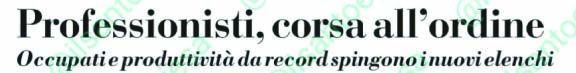 Professionisti, corsa all’ordine
Occupati e produttività da record spingono i nuovi elenchi